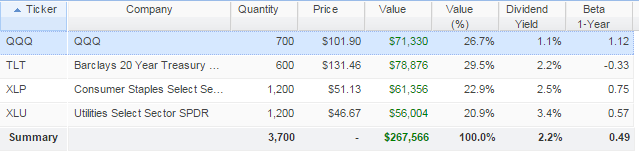 Ticker Company Quantity Price Value Value (%) Dividend Yield Beta 1-Year
QQQ QQQ 700 $101.90 $71,330 26.7% 1.1% 1.12
TLT Barclays 20 Year Treasury ... 600 $131.46 $78,876 29.5% 2.2% -0.33
XLP Consumer Staples Select Se... 1,200 $51.13 $61,356 22.9% 2.5% 0.75
XLU Utilities Select Sector SPDR 1,200 $46.67 $56,004 20.9% 3.4% 0.57
Summary 3,700 - $267,566 100.0% 2.2% 0.49